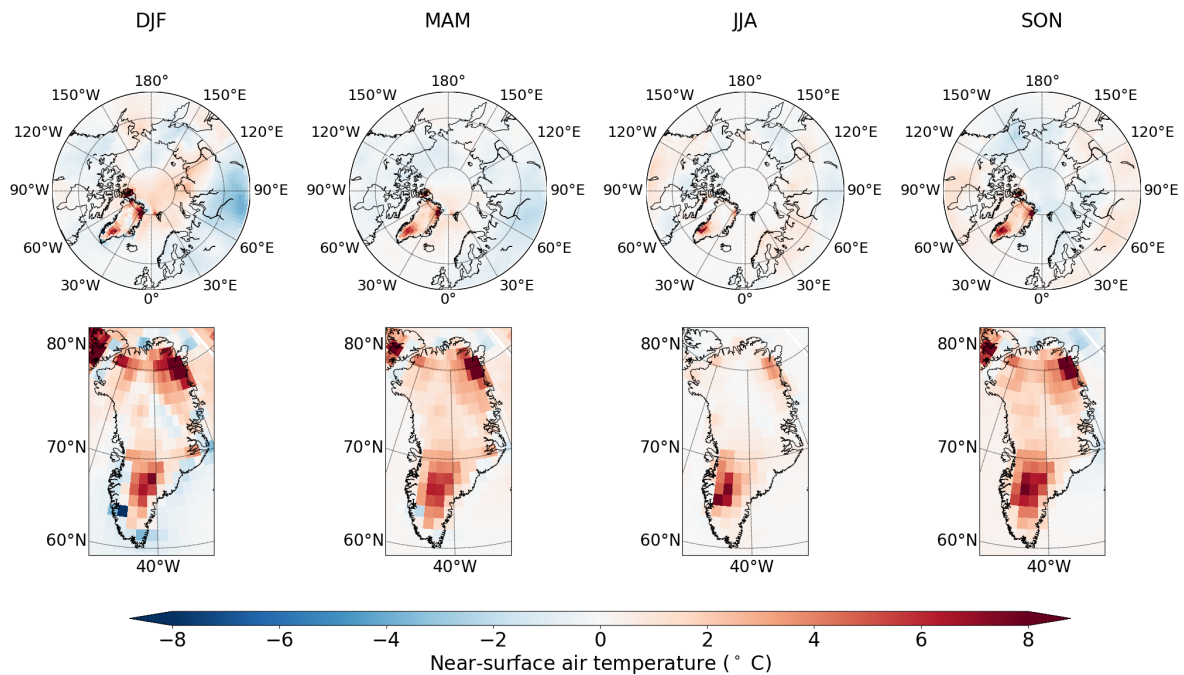 DJF MAM JJA SON
180° 180° 180° 180°
150°W 150°E 150°W 150°E 150°W 150°E 150°W 150°E
120°W 120°E 120°W 120°E 120°W 120°E 120°W 120°E
90°W 90°E 90°W 90°E 90°W 90°E 90°W 90°E
60°W 60°E 60°W 60°E 60°W 60°E 60°W 60°E
30°W 30°E 30°W 30°E 30°W 30°E 30°W 30°E
0° 0° 0° 0°
80°N 80°N 80°N 80°N
70°N 70°N 70°N 70°N
60°N 60°N 60°N 60°N
40°W 40°W 40°W 40°W
−8 −6 −4 −2 0 2 4 6 8
Near-surface air temperature (° C)